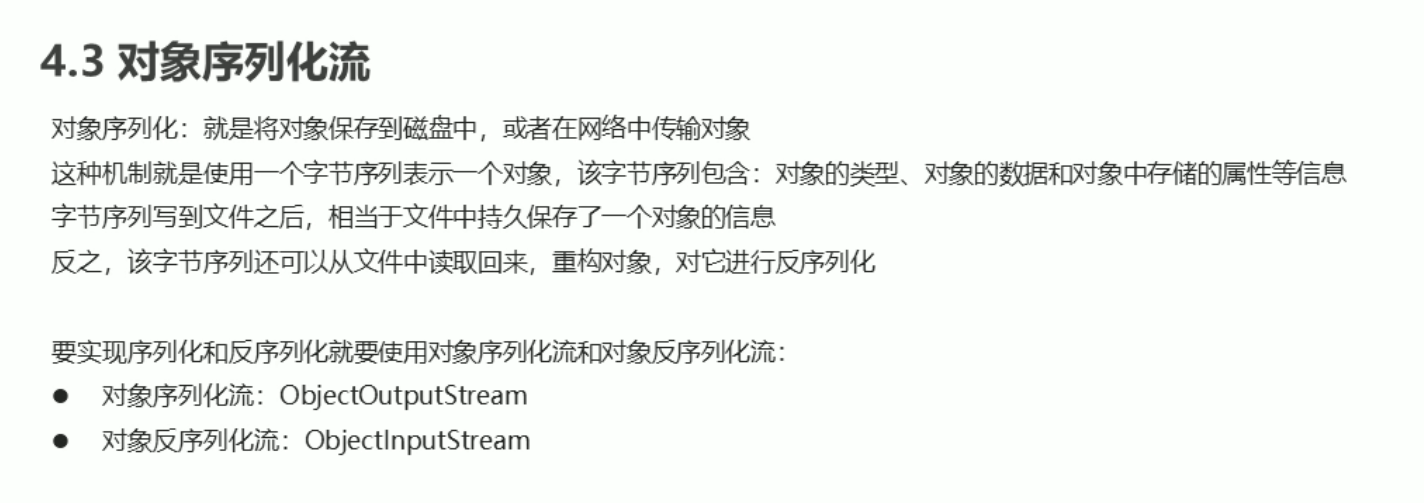 4.3 对象序列化流
对象序列化：就是将对象保存到磁盘中，或者在网络中传输对象
这种机制就是使用一个字节序列表示一个对象，该字节序列包含：对象的类型、对象的数据和对象中存储的属性等信息
字节序列写到文件之后，相当于文件中持久保存了一个对象的信息
反之，该字节序列还可以从文件中读取回来，重构对象，对它进行反序列化
要实现序列化和反序列化就要使用对象序列化流和对象反序列化流：
● 对象序列化流：ObjectOutputStream
● 对象反序列化流：ObjectInputStream